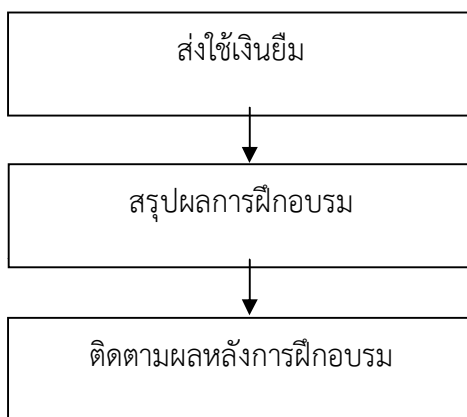 ส่งใช้เงินยืม
สรุปผลการฝึกอบรม
ติดตามผลหลังการฝึกอบรม